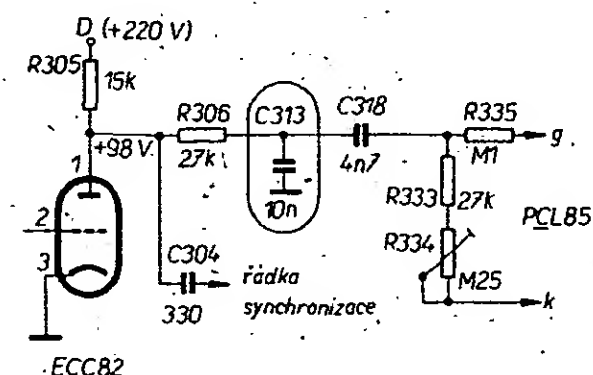 D (+220 V)
R305
15k
R306
27k
C313
10n
C318
4n7
R335
M1
g
+98 V
1
2
3
R333
27k
R334
M25
PCL85
k
C304
330
řádka
synchronizace
ECC82